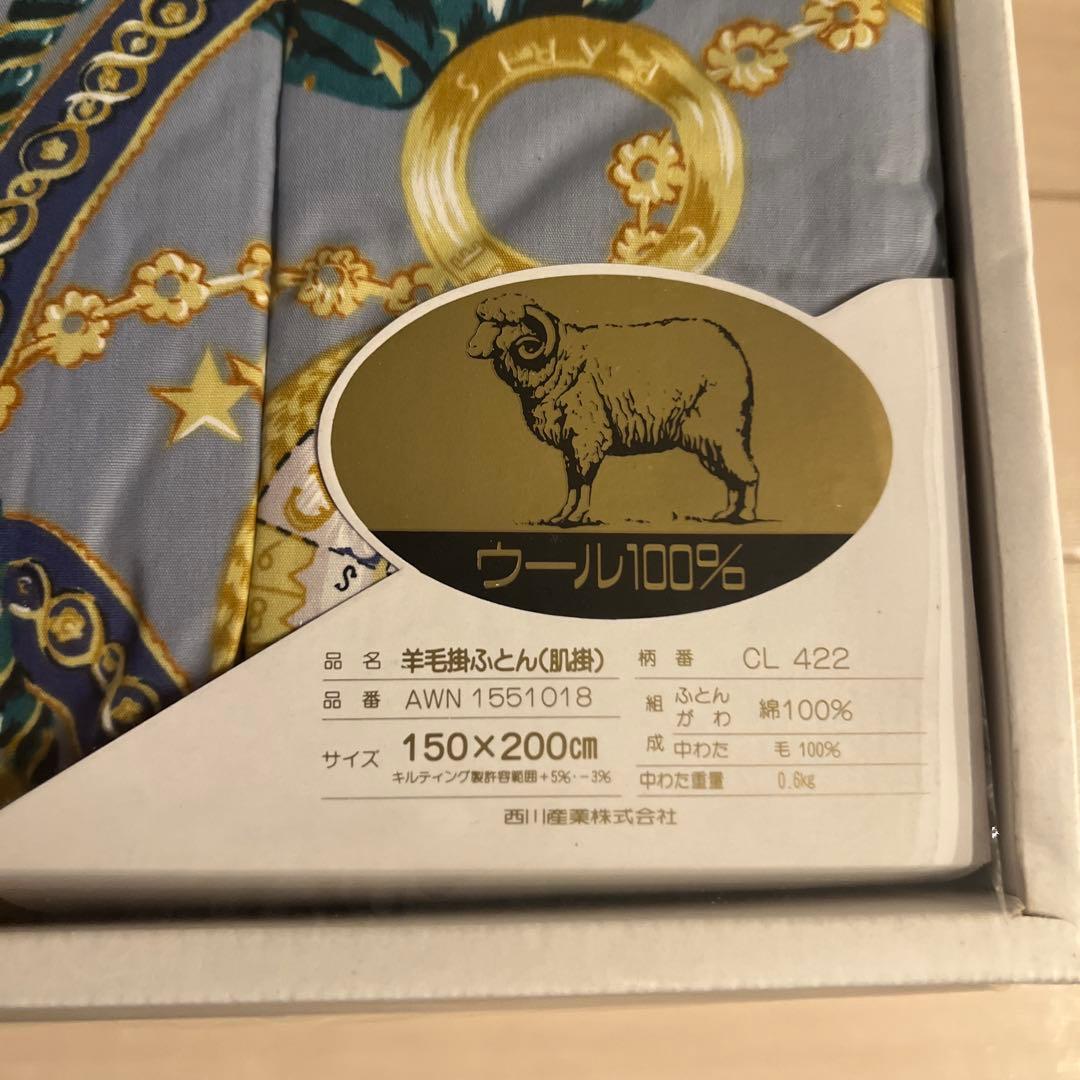 PARIS
ウール100%
品名 羊毛掛ふとん(肌掛)
品番 AWN 1551018
サイズ 150×200cm
キルティング製許容範囲+5%・-3%
柄番 CL 422
組成 ふとんがわ 綿100%
中わた 毛 100%
中わた重量 0.6kg
西川産業株式会社